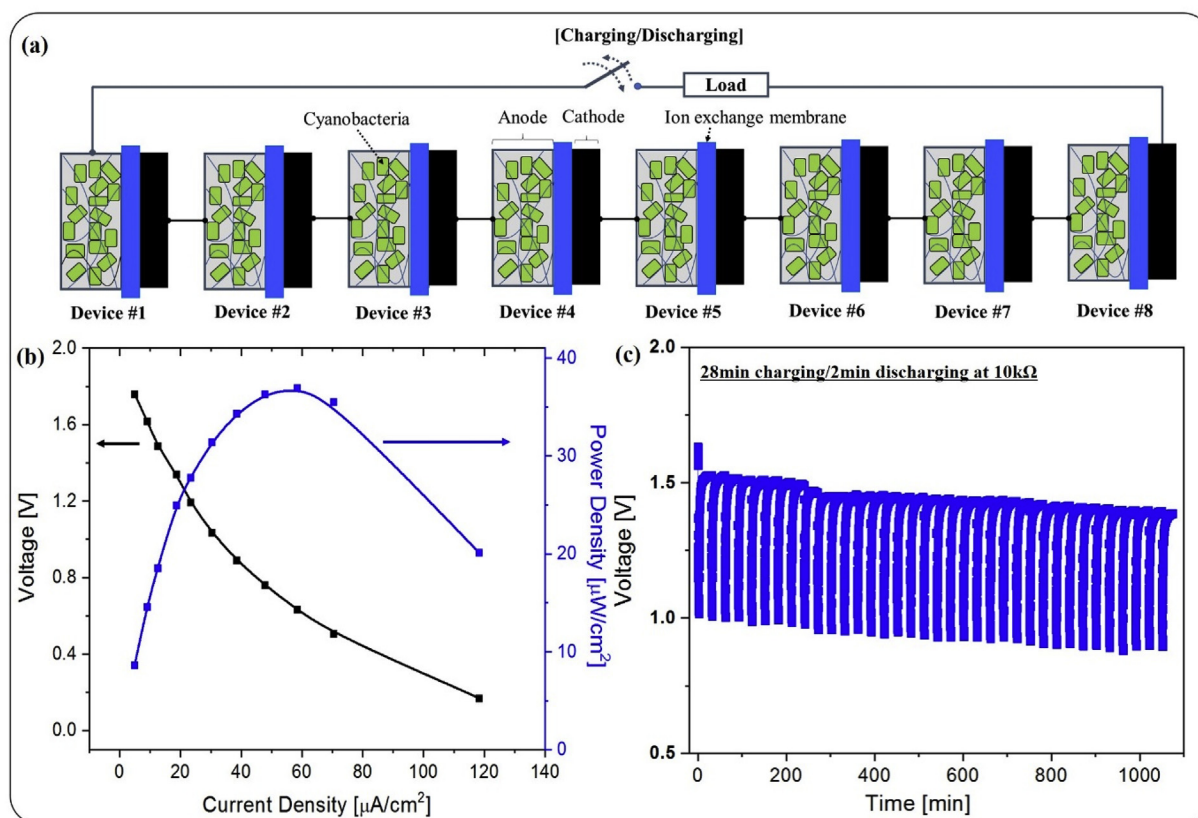 (a)
[Charging/Discharging]
Load
Cyanobacteria
Anode
Cathode
Ion exchange membrane
Device #1
Device #2
Device #3
Device #4
Device #5
Device #6
Device #7
Device #8
(b)
2.0
1.6
1.2
0.8
0.4
0.0
Voltage [V]
0
20
40
60
80
100
120
140
Current Density [µA/cm²]
40
30
20
10
0
Power Density [µW/cm²]
(c)
28min charging/2min discharging at 10kΩ
2.0
1.5
1.0
0.5
Voltage [V]
0
200
400
600
800
1000
Time [min]